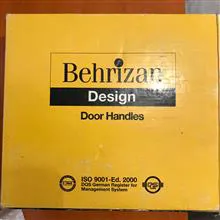 Behrizan
Design
Door Handles
ISO 9001-Ed. 2000
DQS German Register for
Management System